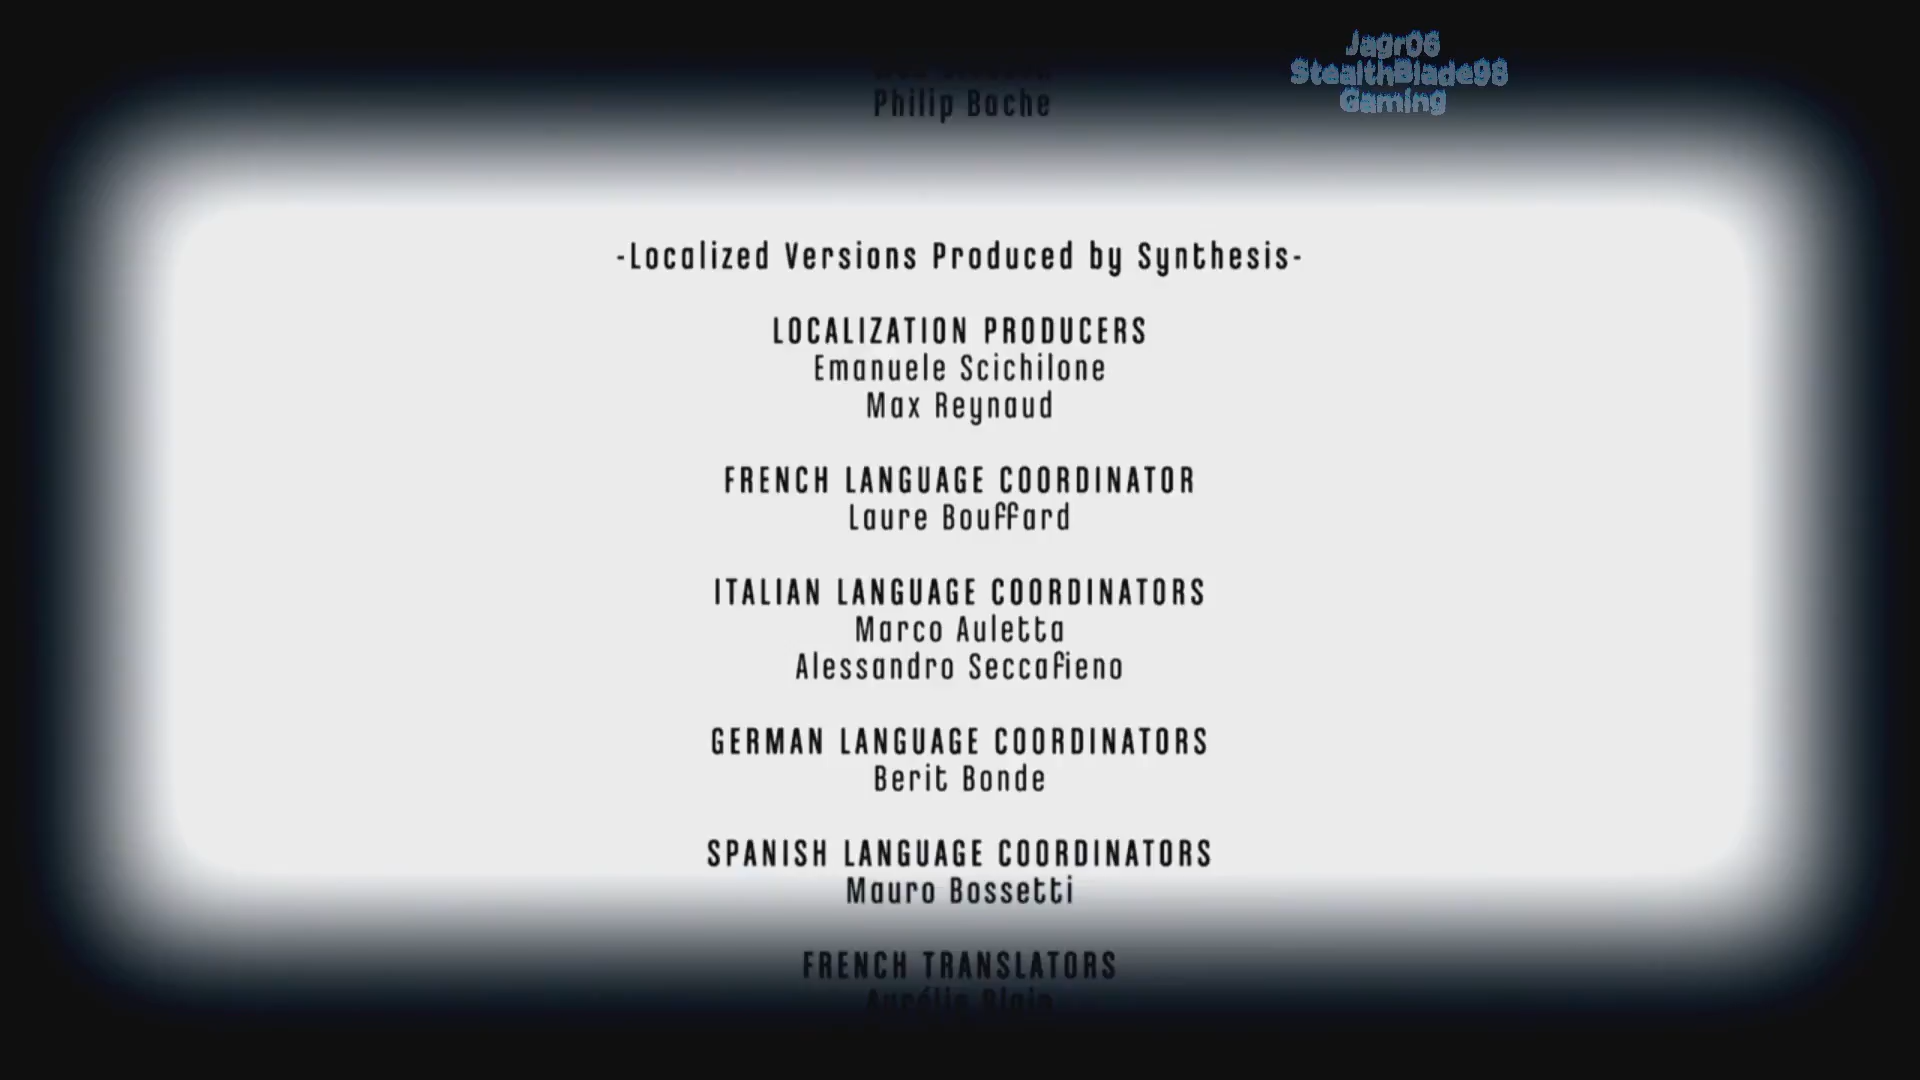 Jagr06
StealthBlade98
Gaming
Philip Bache
-Localized Versions Produced by Synthesis-
LOCALIZATION PRODUCERS
Emanuele Scichilone
Max Reynaud
FRENCH LANGUAGE COORDINATOR
Laure Bouffard
ITALIAN LANGUAGE COORDINATORS
Marco Auletta
Alessandro Seccafieno
GERMAN LANGUAGE COORDINATORS
Berit Bonde
SPANISH LANGUAGE COORDINATORS
Mauro Bossetti
FRENCH TRANSLATORS